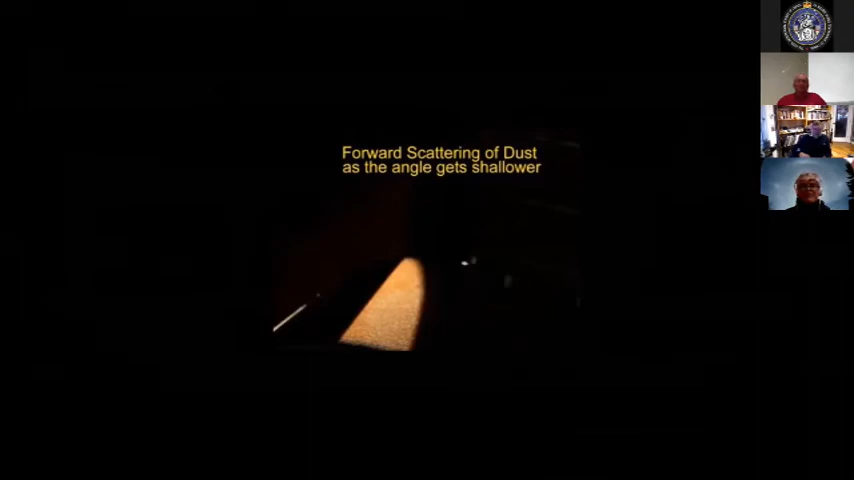 Forward Scattering of Dust
as the angle gets shallower